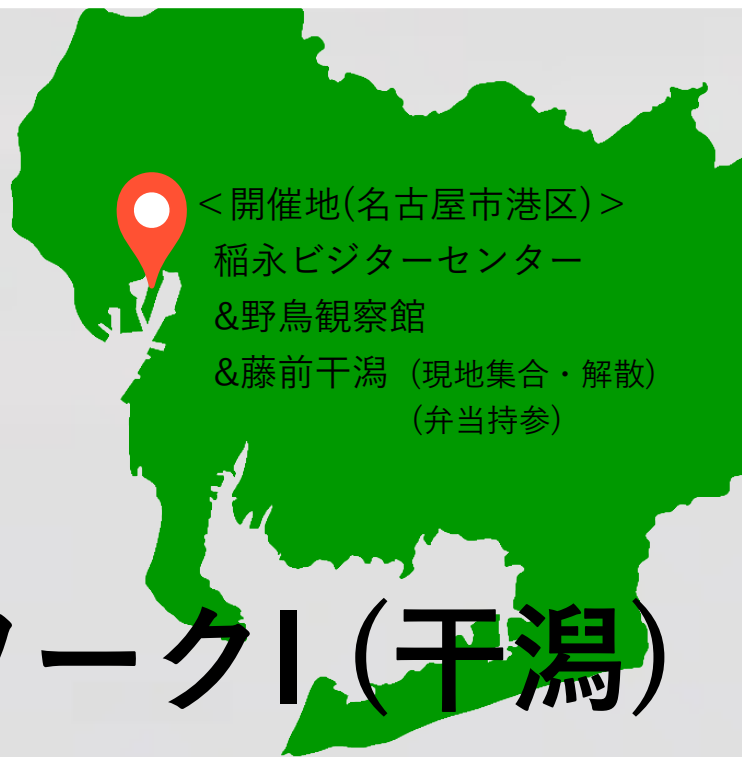 <開催地(名古屋市港区)>
稲永ビジターセンター
&野鳥観察館
&藤前干潟 (現地集合・解散)
(弁当持参)
ークI (干潟)